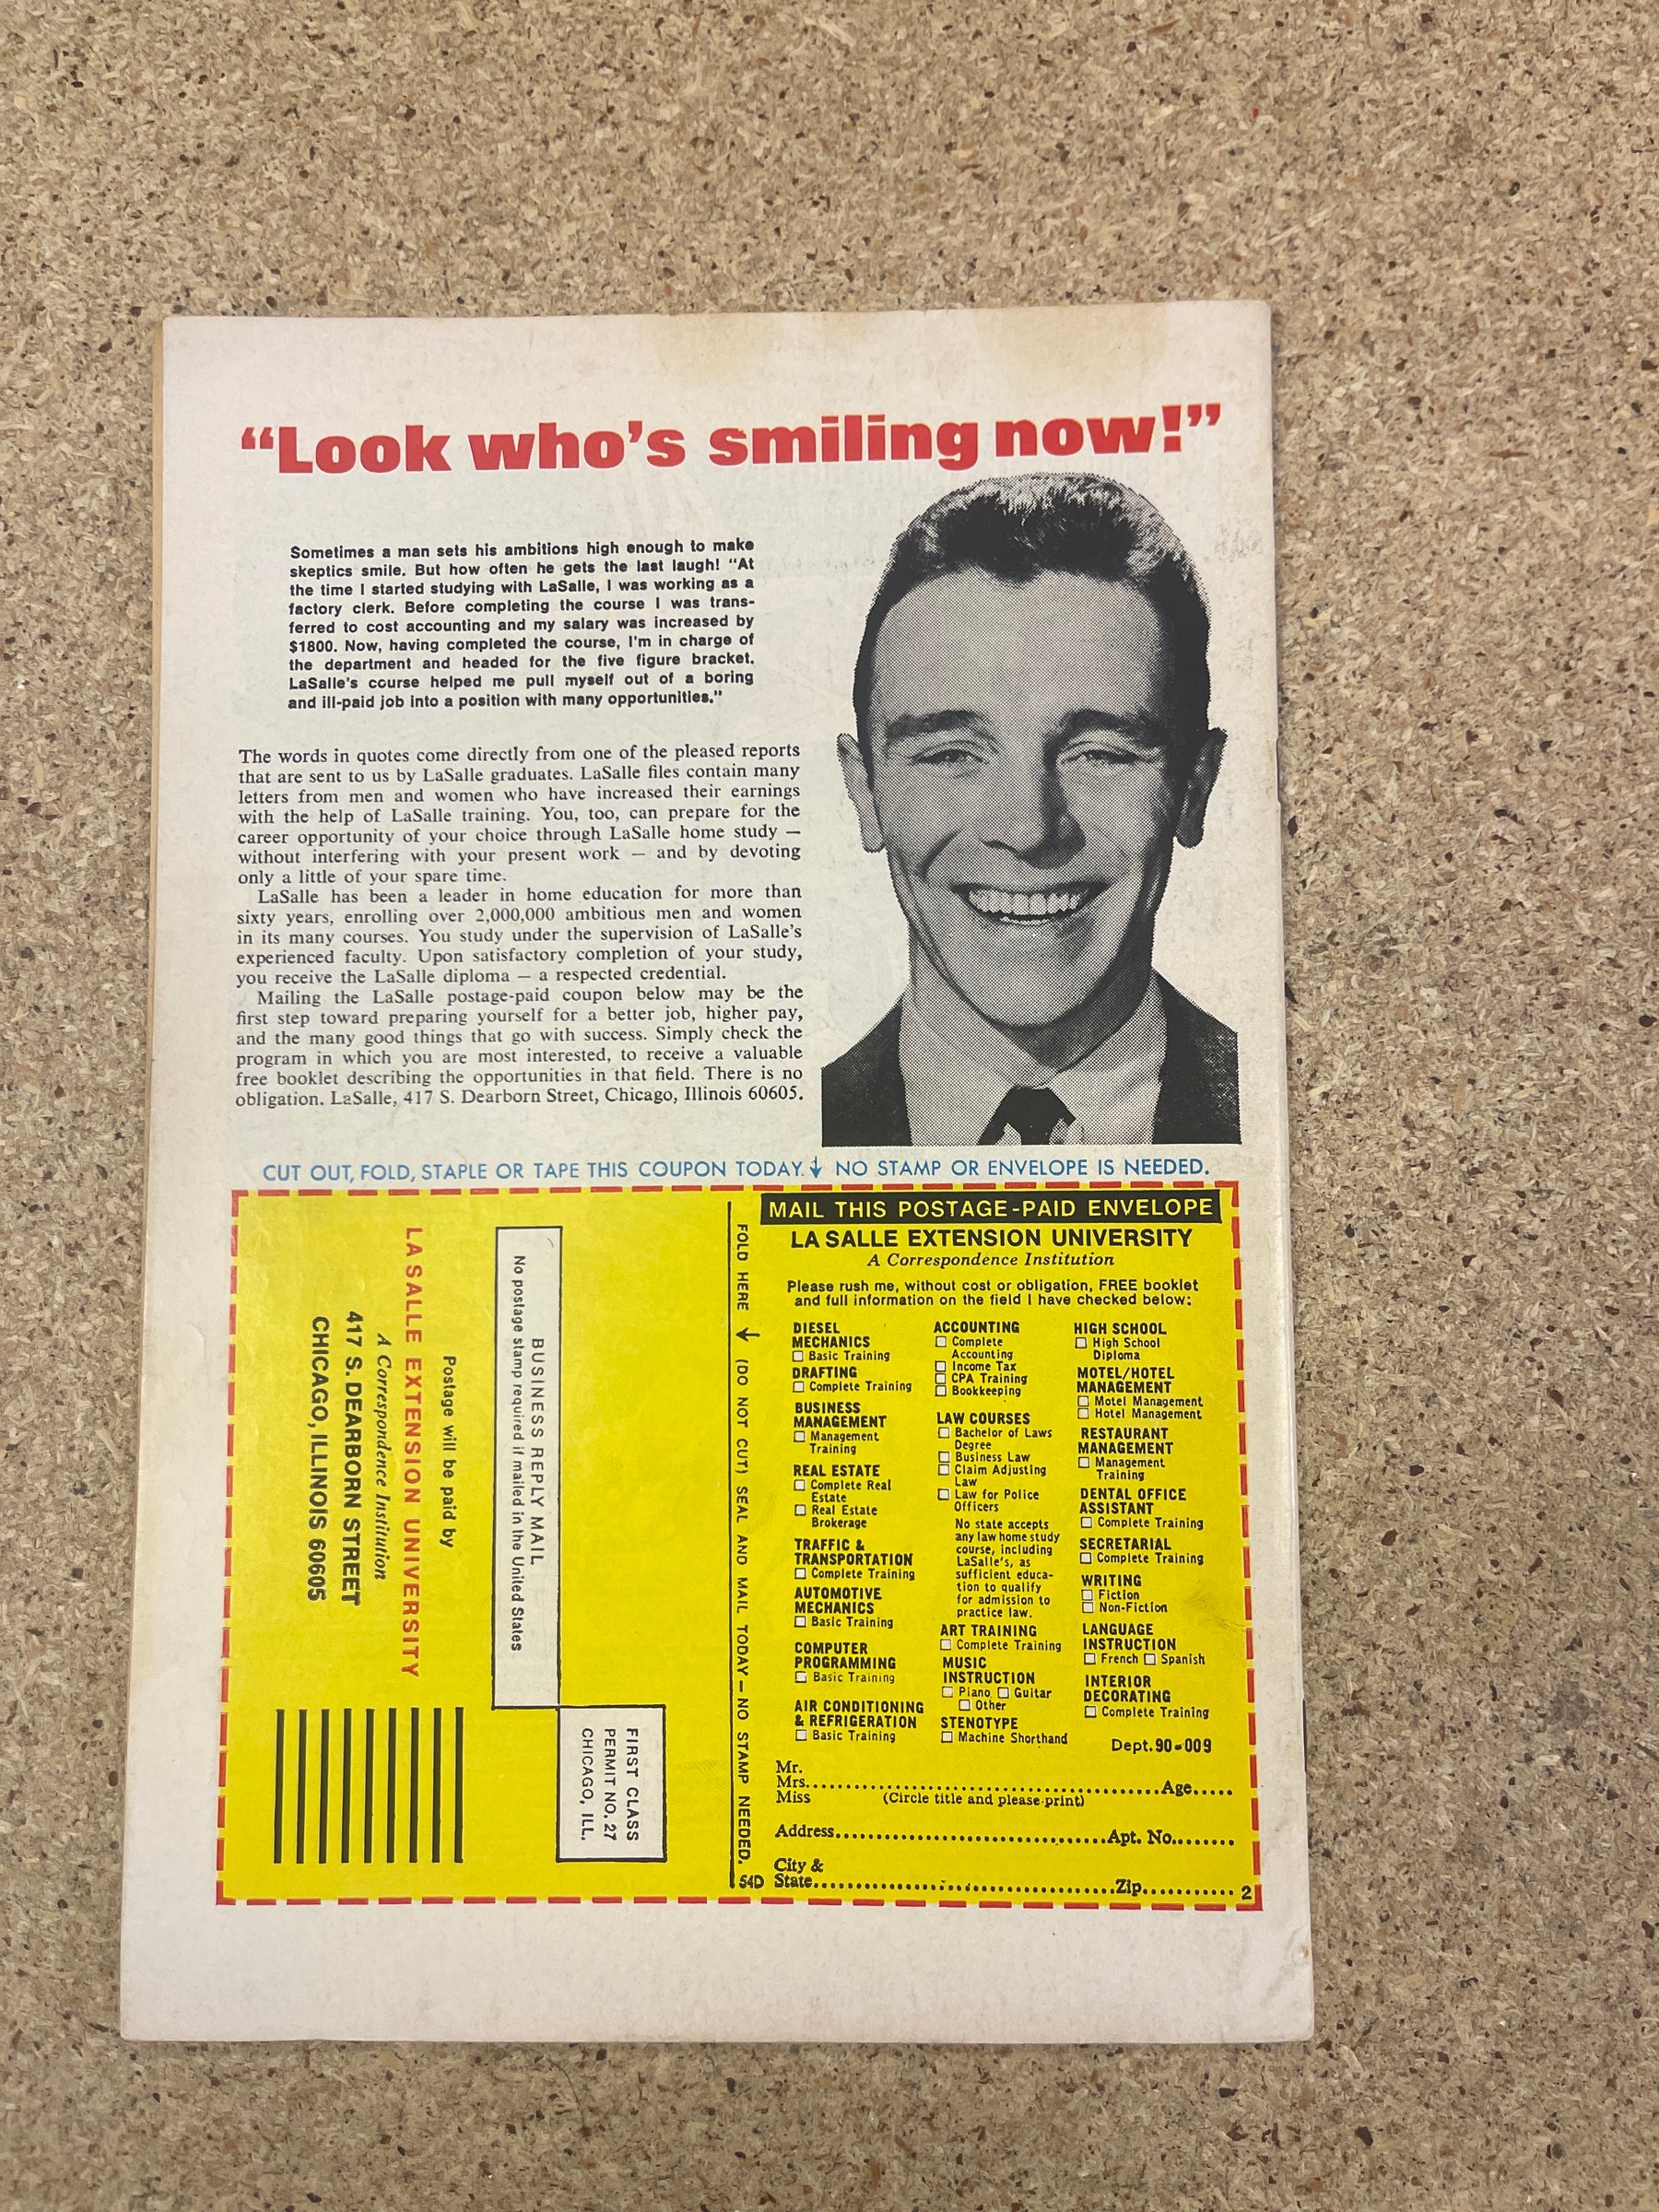 “Look who’s smiling now!”
Sometimes a man sets his ambitions high enough to make
skeptics smile. But how often he gets the last laugh! “At
the time I started studying with LaSalle, I was working as a
factory clerk. Before completing the course I was trans-
ferred to cost accounting and my salary was increased by
$1800. Now, having completed the course, I’m in charge of
the department and headed for the five figure bracket.
LaSalle’s course helped me pull myself out of a boring
and ill-paid job into a position with many opportunities.”
The words in quotes come directly from one of the pleased reports
that are sent to us by LaSalle graduates. LaSalle files contain many
letters from men and women who have increased their earnings
with the help of LaSalle training. You, too, can prepare for the
career opportunity of your choice through LaSalle home study —
without interfering with your present work — and by devoting
only a little of your spare time.
LaSalle has been a leader in home education for more than
sixty years, enrolling over 2,000,000 ambitious men and women
in its many courses. You study under the supervision of LaSalle’s
experienced faculty. Upon satisfactory completion of your study,
you receive the LaSalle diploma — a respected credential.
Mailing the LaSalle postage-paid coupon below may be the
first step toward preparing yourself for a better job, higher pay,
and the many good things that go with success. Simply check the
program in which you are most interested, to receive a valuable
free booklet describing the opportunities in that field. There is no
obligation. LaSalle, 417 S. Dearborn Street, Chicago, Illinois 60605.
CUT OUT, FOLD, STAPLE OR TAPE THIS COUPON TODAY. ↓ NO STAMP OR ENVELOPE IS NEEDED.
FIRST CLASS
PERMIT NO. 27
CHICAGO, ILL.
BUSINESS REPLY MAIL
No postage stamp required if mailed in the United States
Postage will be paid by
LA SALLE EXTENSION UNIVERSITY
A Correspondence Institution
417 S. DEARBORN STREET
CHICAGO, ILLINOIS 60605
FOLD HERE ↓ (DO NOT CUT) SEAL AND MAIL TODAY — NO STAMP NEEDED.
54D
MAIL THIS POSTAGE-PAID ENVELOPE
LA SALLE EXTENSION UNIVERSITY
A Correspondence Institution
Please rush me, without cost or obligation, FREE booklet
and full information on the field I have checked below:
DIESEL
MECHANICS
☐ Basic Training
DRAFTING
☐ Complete Training
BUSINESS
MANAGEMENT
☐ Management
Training
REAL ESTATE
☐ Complete Real
Estate
☐ Real Estate
Brokerage
TRAFFIC &
TRANSPORTATION
☐ Complete Training
AUTOMOTIVE
MECHANICS
☐ Basic Training
COMPUTER
PROGRAMMING
☐ Basic Training
AIR CONDITIONING
& REFRIGERATION
☐ Basic Training
ACCOUNTING
☐ Complete
Accounting
☐ Income Tax
☐ CPA Training
☐ Bookkeeping
LAW COURSES
☐ Bachelor of Laws
Degree
☐ Business Law
☐ Claim Adjusting
Law
☐ Law for Police
Officers
No state accepts
any law home study
course, including
LaSalle’s, as
sufficient educa-
tion to qualify
for admission to
practice law.
ART TRAINING
☐ Complete Training
MUSIC
INSTRUCTION
☐ Piano ☐ Guitar
☐ Other
STENOTYPE
☐ Machine Shorthand
HIGH SCHOOL
☐ High School
Diploma
MOTEL/HOTEL
MANAGEMENT
☐ Motel Management
☐ Hotel Management
RESTAURANT
MANAGEMENT
☐ Management
Training
DENTAL OFFICE
ASSISTANT
☐ Complete Training
SECRETARIAL
☐ Complete Training
WRITING
☐ Fiction
☐ Non-Fiction
LANGUAGE
INSTRUCTION
☐ French ☐ Spanish
INTERIOR
DECORATING
☐ Complete Training
Dept. 90-009
Mr.
Mrs. Age
Miss (Circle title and please print)
Address Apt. No.
City &
State Zip 2